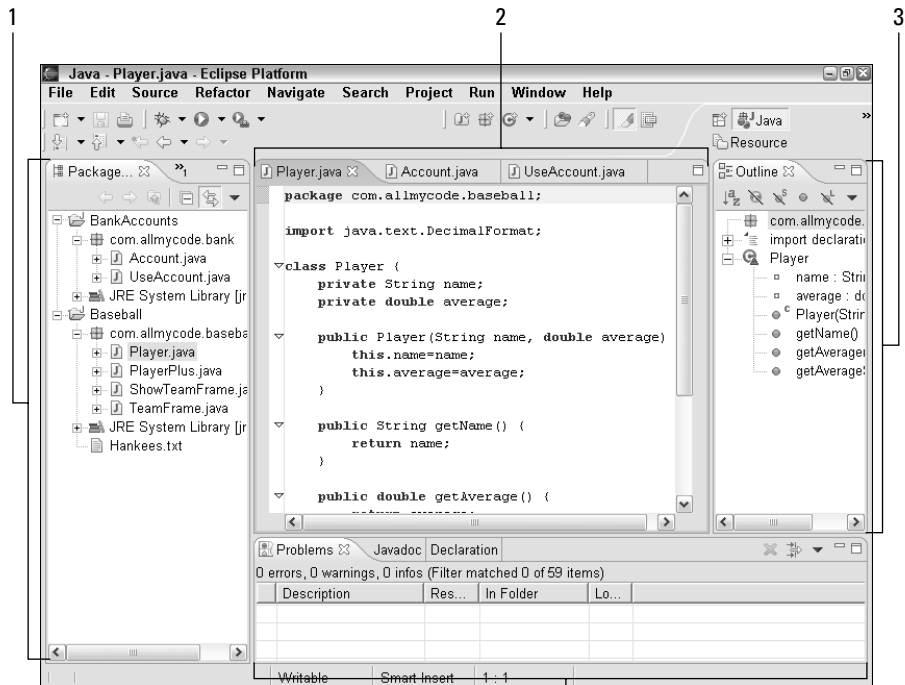 1 2 3
Java - Player.java - Eclipse Platform
File Edit Source Refactor Navigate Search Project Run Window Help
Java
Resource
Package...
1
BankAccounts
com.allmycode.bank
Account.java
UseAccount.java
JRE System Library [jr
Baseball
com.allmycode.baseba
Player.java
PlayerPlus.java
ShowTeamFrame.ja
TeamFrame.java
JRE System Library [jr
Hankees.txt
Player.java Account.java UseAccount.java
package com.allmycode.baseball;
import java.text.DecimalFormat;
class Player {
private String name;
private double average;
public Player(String name, double average)
this.name=name;
this.average=average;
}
public String getName() {
return name;
}
public double getAverage() {
Outline
com.allmycode.
import declarati
Player
name : Stri
average : do
Player(Strin
getName()
getAverage
getAverageS
Problems Javadoc Declaration
0 errors, 0 warnings, 0 infos (Filter matched 0 of 59 items)
Description Res... In Folder Lo...
Writable Smart Insert 1 : 1